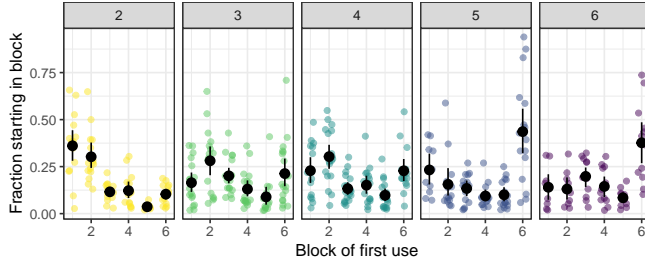 2 3 4 5 6
Fraction starting in block
0.75
0.50
0.25
0.00
2 4 6 2 4 6 2 4 6 2 4 6 2 4 6
Block of first use